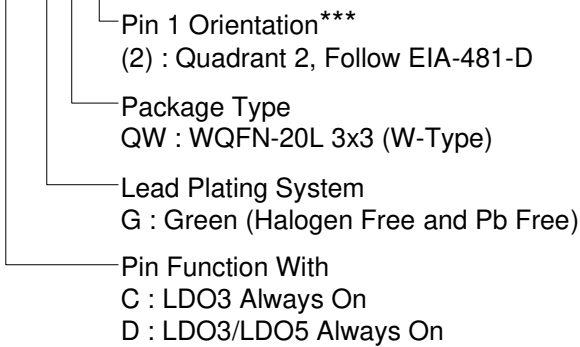 Pin 1 Orientation***
(2) : Quadrant 2, Follow EIA-481-D
Package Type
QW : WQFN-20L 3x3 (W-Type)
Lead Plating System
G : Green (Halogen Free and Pb Free)
Pin Function With
C : LDO3 Always On
D : LDO3/LDO5 Always On